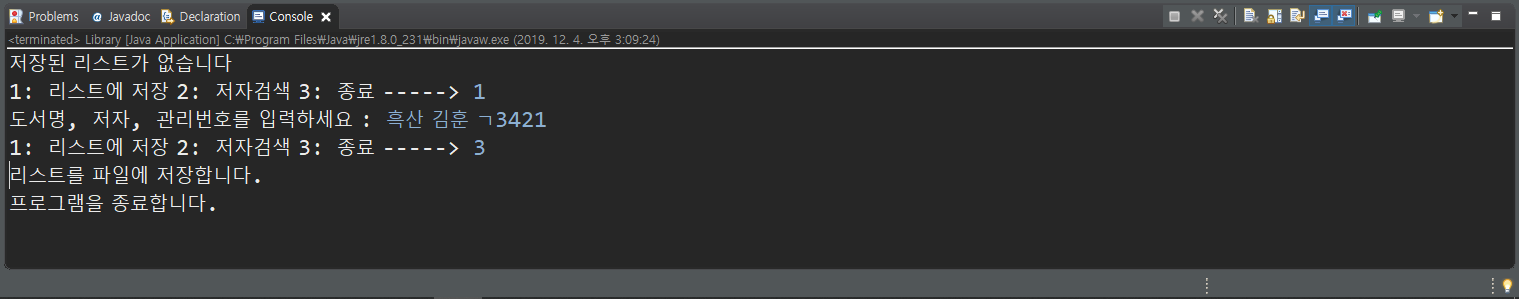 Problems Javadoc Declaration Console
<terminated> Library [Java Application] C:₩Program Files₩Java₩jre1.8.0_231₩bin₩javaw.exe (2019. 12. 4. 오후 3:09:24)
저장된 리스트가 없습니다
1: 리스트에 저장 2: 저자검색 3: 종료 -----> 1
도서명, 저자, 관리번호를 입력하세요 : 흑산 김훈 ㄱ3421
1: 리스트에 저장 2: 저자검색 3: 종료 -----> 3
리스트를 파일에 저장합니다.
프로그램을 종료합니다.